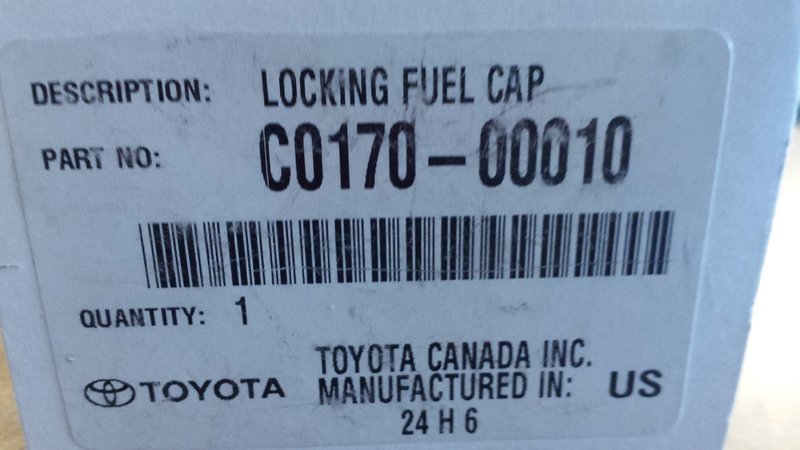 DESCRIPTION: LOCKING FUEL CAP
PART NO: C0170-00010
QUANTITY: 1
TOYOTA CANADA INC.
TOYOTA MANUFACTURED IN: US
24 H 6